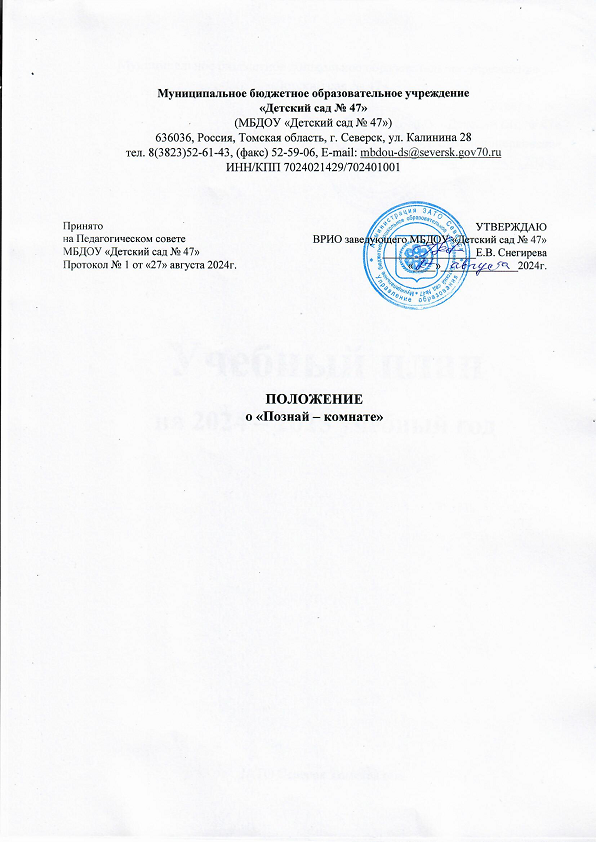 Муниципальное бюджетное образовательное учреждение
«Детский сад № 47»
(МБДОУ «Детский сад № 47»)
636036, Россия, Томская область, г. Северск, ул. Калинина 28
тел. 8(3823)52-61-43, (факс) 52-59-06, E-mail: mbdou-ds@seversk.gov70.ru
ИНН/КПП 7024021429/702401001
Принято
на Педагогическом совете
МБДОУ «Детский сад № 47»
Протокол № 1 от «27» августа 2024г.
УТВЕРЖДАЮ
ВРИО заведующего МБДОУ «Детский сад № 47»
Е.В. Снегирева
августа 2024г.
Администрация ЗАТО
Управление образования
ПОЛОЖЕНИЕ
о «Познай – комнате»
Учебный план